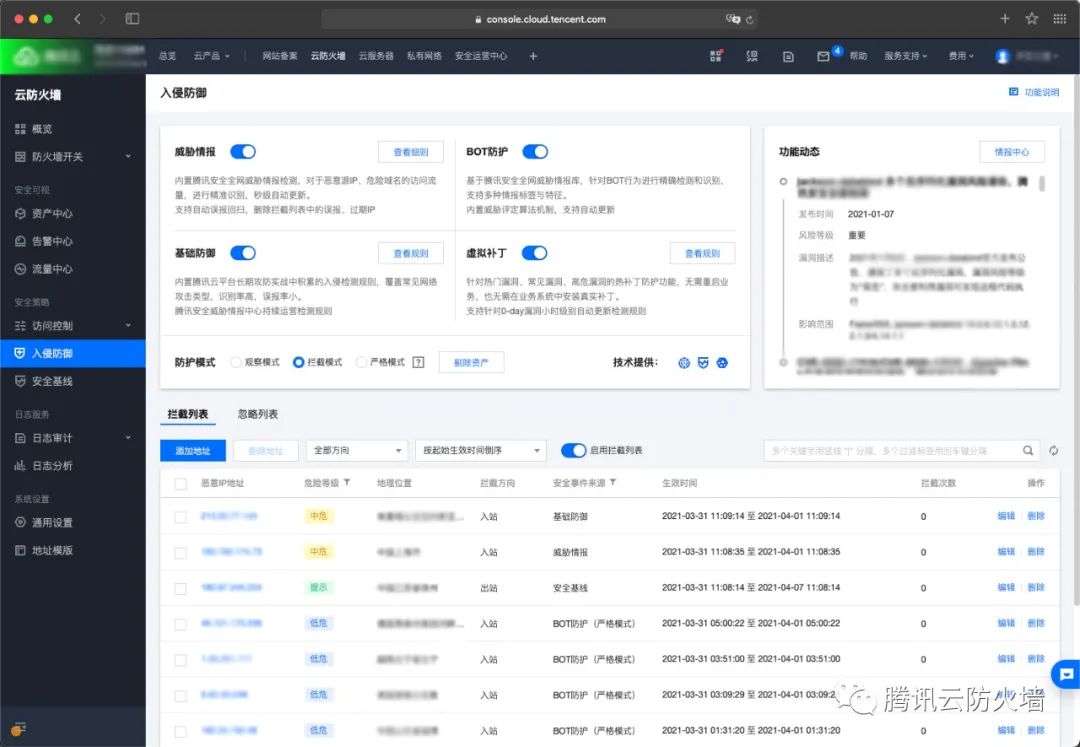 console.cloud.tencent.com
总览 云产品 网站备案 云防火墙 云服务器 私有网络 安全运营中心 + 4 帮助 服务支持 费用
云防火墙
概览
防火墙开关
安全可视
资产中心
告警中心
流量中心
安全策略
访问控制
入侵防御
安全基线
日志服务
日志审计
日志分析
系统设置
通用设置
地址模版
入侵防御 功能说明
威胁情报 查看细则
内置腾讯安全全网威胁情报检测，对于恶意源IP、危险域名的访问流
量，进行精准识别，秒级自动更新。
支持自动误报回扫，删除拦截列表中的误报、过期IP
BOT防护
基于腾讯安全全网威胁情报库，针对BOT行为进行精确检测和识别，
支持多种情报标签与特征。
内置威胁评定算法机制，支持自动更新
基础防御 查看规则
内置腾讯云平台长期攻防实战中积累的入侵检测规则，覆盖常见网络
攻击类型，识别率高，误报率小。
腾讯安全威胁情报中心持续运营检测规则
虚拟补丁 查看规则
针对热门漏洞、常见漏洞、高危漏洞的热补丁防护功能，无需重启业
务，也无需在业务系统中安装真实补丁。
支持针对0-day漏洞小时级别自动更新检测规则
防护模式 观察模式 拦截模式 严格模式 ? 剔除资产 技术提供：
功能动态 情报中心
发布时间 2021-01-07
风险等级 重要
漏洞描述
影响范围
拦截列表 忽略列表
添加地址 删除地址 全部方向 按起始生效时间倒序 启用拦截列表 多个关键字用竖线 "|" 分隔，多个过滤标签用回车键分隔
恶意IP地址 危险等级 地理位置 拦截方向 安全事件来源 生效时间 拦截次数 操作
中危 入站 基础防御 2021-03-31 11:09:14 至 2021-04-01 11:09:14 0 编辑 删除
中危 入站 威胁情报 2021-03-31 11:08:35 至 2021-04-01 11:08:35 0 编辑 删除
提示 出站 安全基线 2021-03-31 11:08:14 至 2021-04-07 11:08:14 0 编辑 删除
低危 入站 BOT防护（严格模式） 2021-03-31 05:00:22 至 2021-04-01 05:00:22 0 编辑 删除
低危 入站 BOT防护（严格模式） 2021-03-31 03:51:00 至 2021-04-01 03:51:00 0 编辑 删除
低危 入站 BOT防护（严格模式） 2021-03-31 03:09:29 至 2021-04-01 03:09:2 0 删除
低危 入站 BOT防护（严格模式） 2021-03-31 01:31:20 至 2021-04-01 01:31:20 0 编辑 删除
腾讯云防火墙